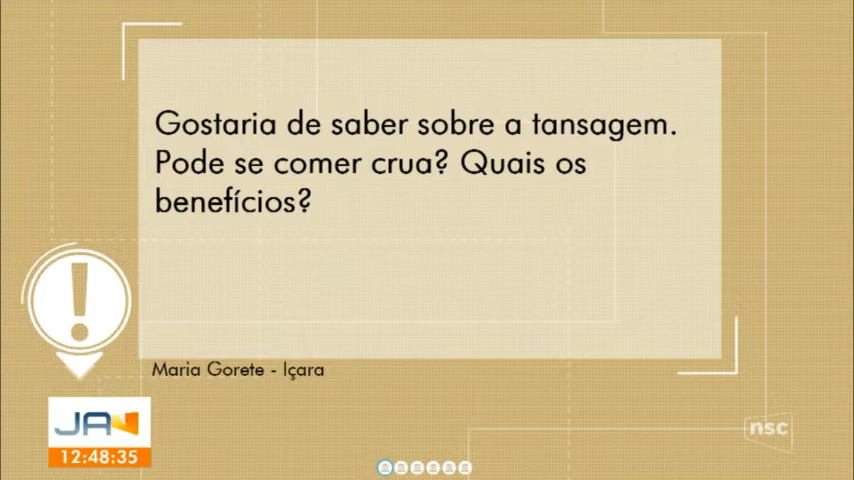 Gostaria de saber sobre a tansagem.
Pode se comer crua? Quais os
benefícios?
Maria Gorete - Içara
JA
12:48:35
nsc